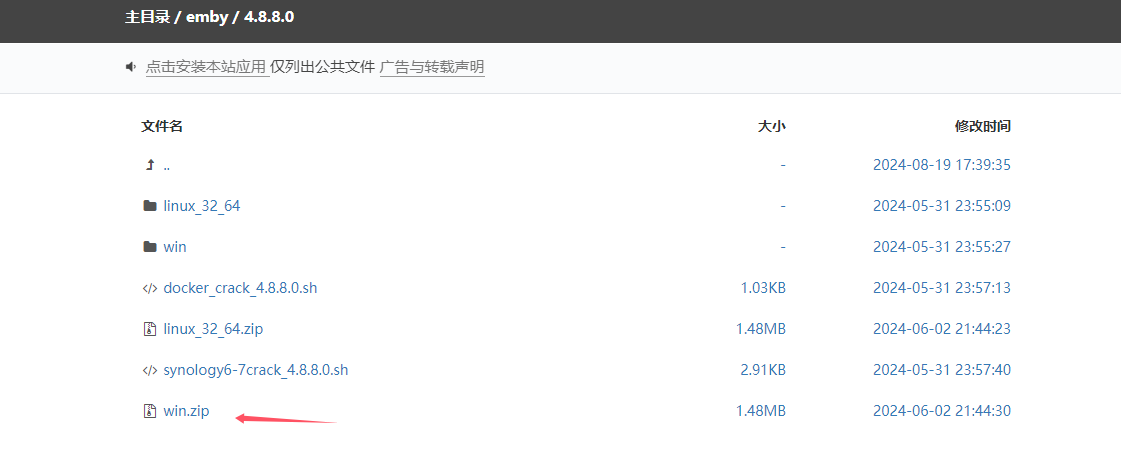 主目录 / emby / 4.8.8.0
点击安装本站应用 仅列出公共文件 广告与转载声明
文件名 大小 修改时间
.. - 2024-08-19 17:39:35
linux_32_64 - 2024-05-31 23:55:09
win - 2024-05-31 23:55:27
docker_crack_4.8.8.0.sh 1.03KB 2024-05-31 23:57:13
linux_32_64.zip 1.48MB 2024-06-02 21:44:23
synology6-7crack_4.8.8.0.sh 2.91KB 2024-05-31 23:57:40
win.zip 1.48MB 2024-06-02 21:44:30